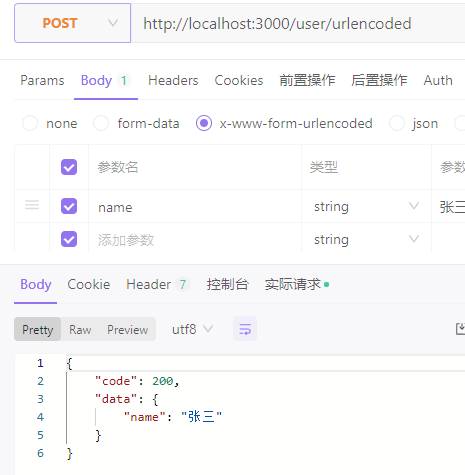 POST http://localhost:3000/user/urlencoded
Params Body 1 Headers Cookies 前置操作 后置操作 Auth
none form-data x-www-form-urlencoded json
参数名 类型
name string 张三
添加参数 string
Body Cookie Header 7 控制台 实际请求
Pretty Raw Preview utf8
1 {
2 "code": 200,
3 "data": {
4 "name": "张三"
5 }
6 }